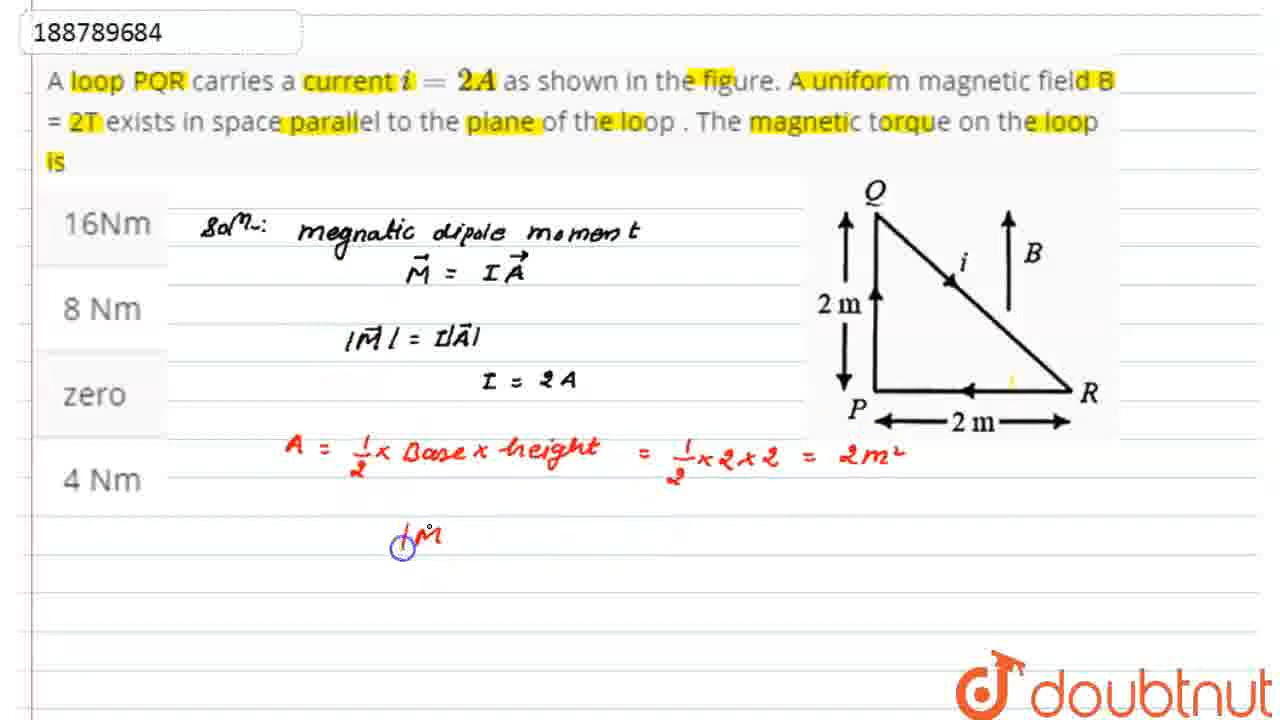 188789684
A loop PQR carries a current i = 2A as shown in the figure. A uniform magnetic field B
= 2T exists in space parallel to the plane of the loop . The magnetic torque on the loop
is
16Nm
8 Nm
zero
4 Nm
Solⁿ:
megnatic dipole moment
M⃗ = I A⃗
|M⃗| = I|A⃗|
I = 2A
A = 1/2 × Base × height = 1/2 × 2 × 2 = 2m²
|M
Q
i
B
2 m
P
R
2 m
doubtnut